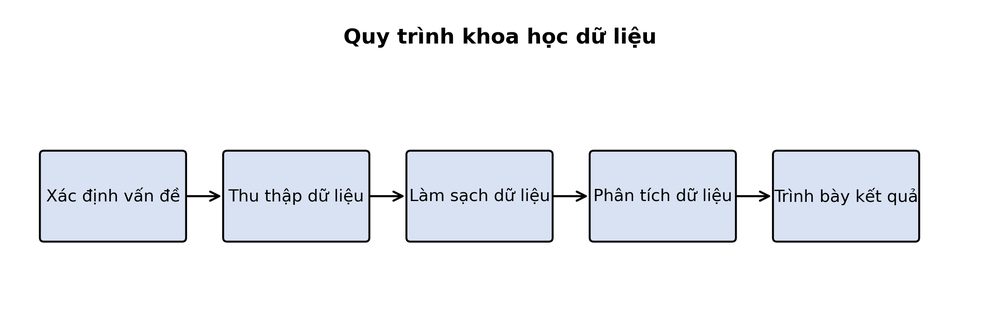 Quy trình khoa học dữ liệu
Xác định vấn đề
Thu thập dữ liệu
Làm sạch dữ liệu
Phân tích dữ liệu
Trình bày kết quả